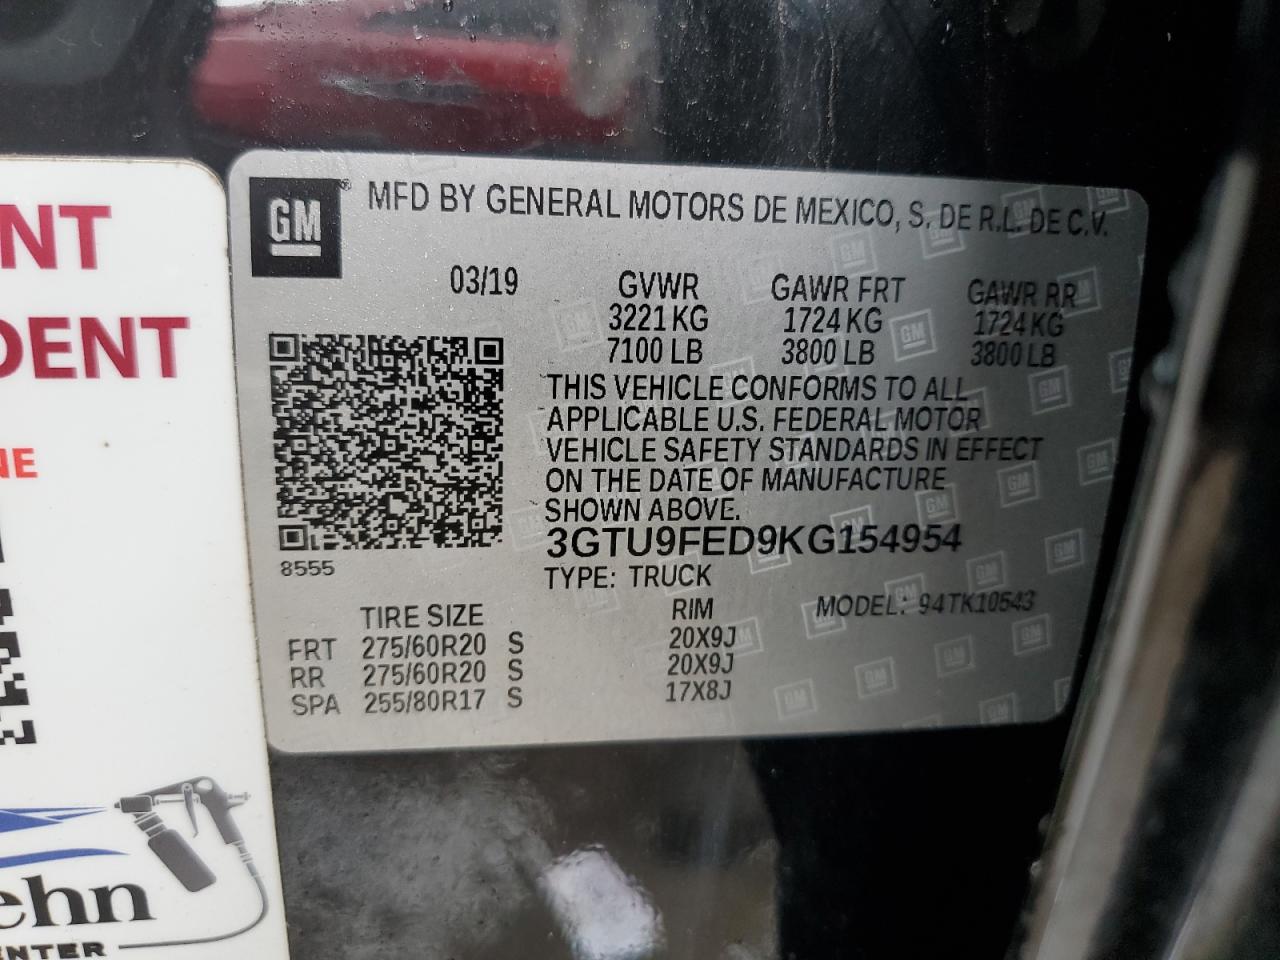 NT
DENT
NE
ehn
ENTER
GM® MFD BY GENERAL MOTORS DE MEXICO, S. DE R.L. DE C.V.
03/19 GVWR GAWR FRT GAWR RR
3221 KG 1724 KG 1724 KG
7100 LB 3800 LB 3800 LB
THIS VEHICLE CONFORMS TO ALL
APPLICABLE U.S. FEDERAL MOTOR
VEHICLE SAFETY STANDARDS IN EFFECT
ON THE DATE OF MANUFACTURE
SHOWN ABOVE.
3GTU9FED9KG154954
8555
TYPE: TRUCK
TIRE SIZE RIM MODEL: 94TK10543
FRT 275/60R20 S 20X9J
RR 275/60R20 S 20X9J
SPA 255/80R17 S 17X8J